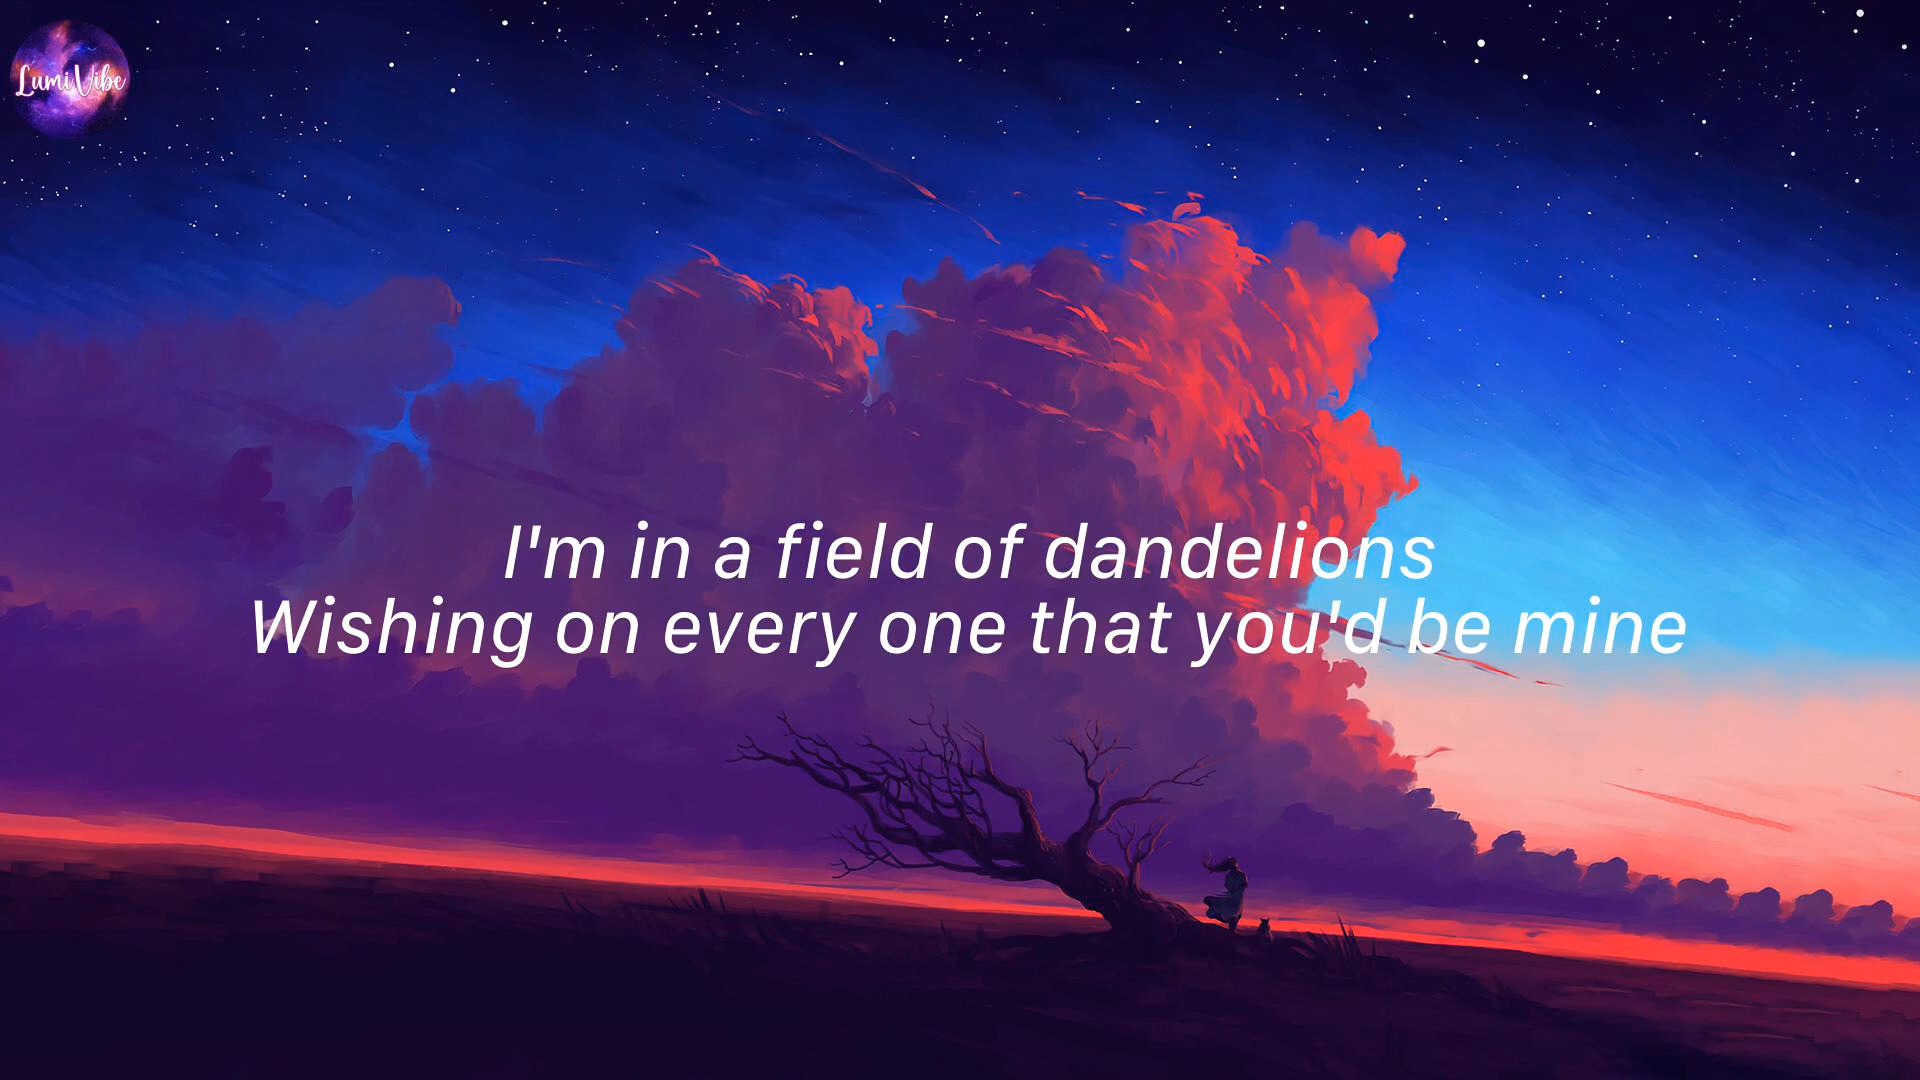 LumiVibe
I'm in a field of dandelions
Wishing on every one that you'd be mine